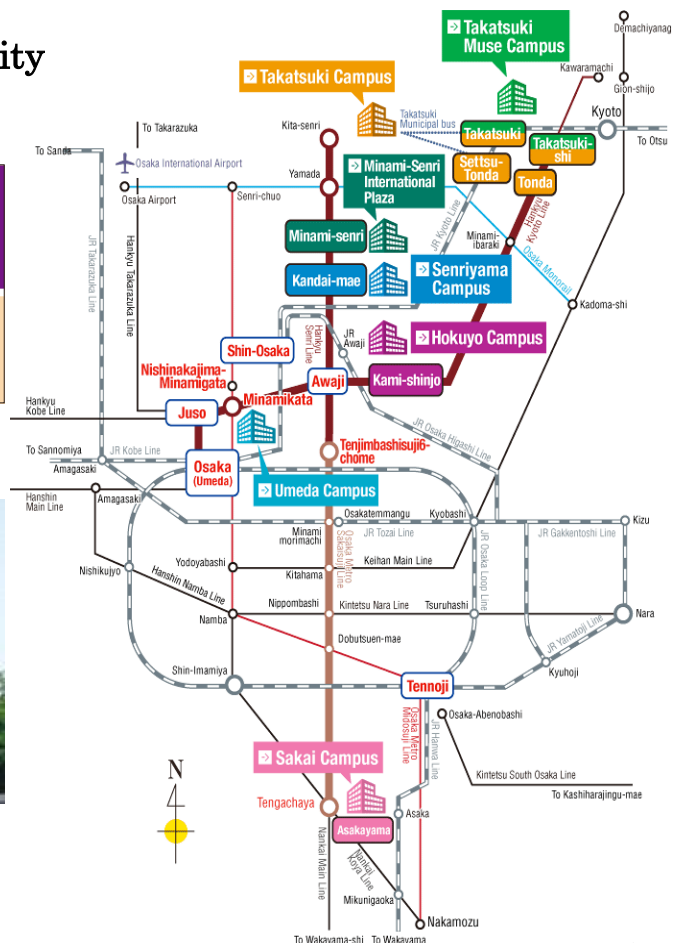 ity
Takatsuki
Muse Campus
Demachiyanag
Kawaramachi
Gion-shijo
Takatsuki Campus
Takatsuki
Municipal bus
Kyoto
To Otsu
To Takarazuka
Kita-senri
Takatsuki
Takatsuki-
shi
To Sanda
Osaka International Airport
Settsu-
Tonda
Tonda
Minami-Senri
International
Plaza
Yamada
Osaka Airport
Senri-chuo
Hankyu
Kyoto Line
JR Kyoto Line
Minami-
ibaraki
Osaka Monorail
JR Takarazuka Line
Hankyu Takarazuka Line
Minami-senri
Kandai-mae
Senriyama
Campus
Kadoma-shi
Hankyu
Senri Line
JR
Awaji
Hokuyo Campus
Shin-Osaka
Nishinakajima-
Minamigata
Awaji
Kami-shinjo
Minamikata
Hankyu
Kobe Line
Juso
JR Osaka Higashi Line
To Sannomiya
JR Kobe Line
Amagasaki
Osaka
(Umeda)
Tenjimbashisuji6-
chome
Umeda Campus
Hanshin
Main Line
Amagasaki
Osakatemmangu
Kyobashi
Kizu
Minami
morimachi
JR Tozai Line
JR Gakkentoshi Line
Osaka Metro
Sakaisuji Line
JR Osaka Loop Line
Nishikujyo
Yodoyabashi
Kitahama
Keihan Main Line
Hanshin Namba Line
Namba
Nippombashi
Kintetsu Nara Line
Tsuruhashi
Nara
Dobutsuen-mae
JR Yamatoji Line
Kyuhoji
Shin-Imamiya
Tennoji
Osaka Metro
Midosuji Line
JR Hanwa Line
Osaka-Abenobashi
Sakai Campus
Kintetsu South Osaka Line
To Kashiharajingu-mae
N
Tengachaya
Asakayama
Asaka
Nankai Main Line
Nankai
Koya Line
Mikunigaoka
Nakamozu
To Wakayama-shi
To Wakayama